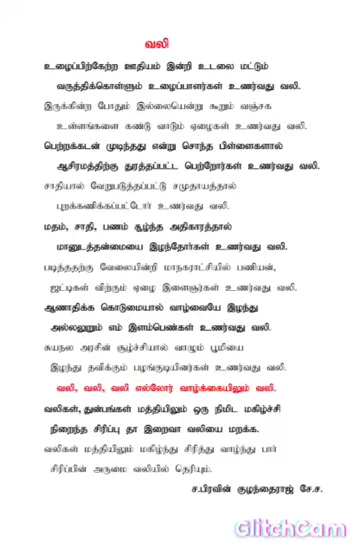 வலி
உழைப்பிற்கேற்ற ஊதியம் இன்றி உடலை மட்டும்
வருத்திக்கொள்ளும் உழைப்பாளர்கள் உணர்வது வலி.
இருக்கின்ற போதும் இல்லையென்று கூறும் வஞ்சக
உள்ளங்களை கண்டு வாடும் ஏழைகள் உணர்வது வலி.
பெற்றக்கடன் முடிந்தது என்று சொந்த பிள்ளைகளால்
ஆசிரமத்திற்கு துரத்தப்பட்ட பெற்றோர்கள் உணர்வது வலி.
சாதியால் வேறுபடுத்தப்பட்டு சமுதாயத்தால்
புறக்கணிக்கப்பட்டோர் உணர்வது வலி.
மதம், சாதி, பணம் சூழ்ந்த அதிகாரத்தால்
மானுடத்தன்மையை இழந்தோர்கள் உணர்வது வலி.
படித்ததற்கு வேலையின்றி மாநகராட்சியில் பனியன்,
ஜட்டிகள் விற்கும் ஏழை இளைஞர்கள் உணர்வது வலி.
ஆணாதிக்க கொடுமையால் வாழ்வையே இழந்து
அல்லலுறும் எம் இளம்பெண்கள் உணர்வது வலி.
சுயநல அரசின் சூழ்ச்சியால் வாழும் பூமியை
இழந்து தவிக்கும் பழங்குடியினர்கள் உணர்வது வலி.
வலி, வலி, வலி எல்லோர் வாழ்க்கையிலும் வலி.
வலிகள், துன்பங்கள் மத்தியிலும் ஒரு நிமிட மகிழ்ச்சி
நிறைந்த சிரிப்பு தா இறைவா வலியை மறக்க.
வலிகள் மத்தியிலும் மகிழ்ந்து சிரித்து வாழ்ந்து பார்
சிரிப்பின் அருமை வலியில் தெரியும்.
ச.பிரவின் குழந்தைராஜ் சே.ச.
GlitchCam